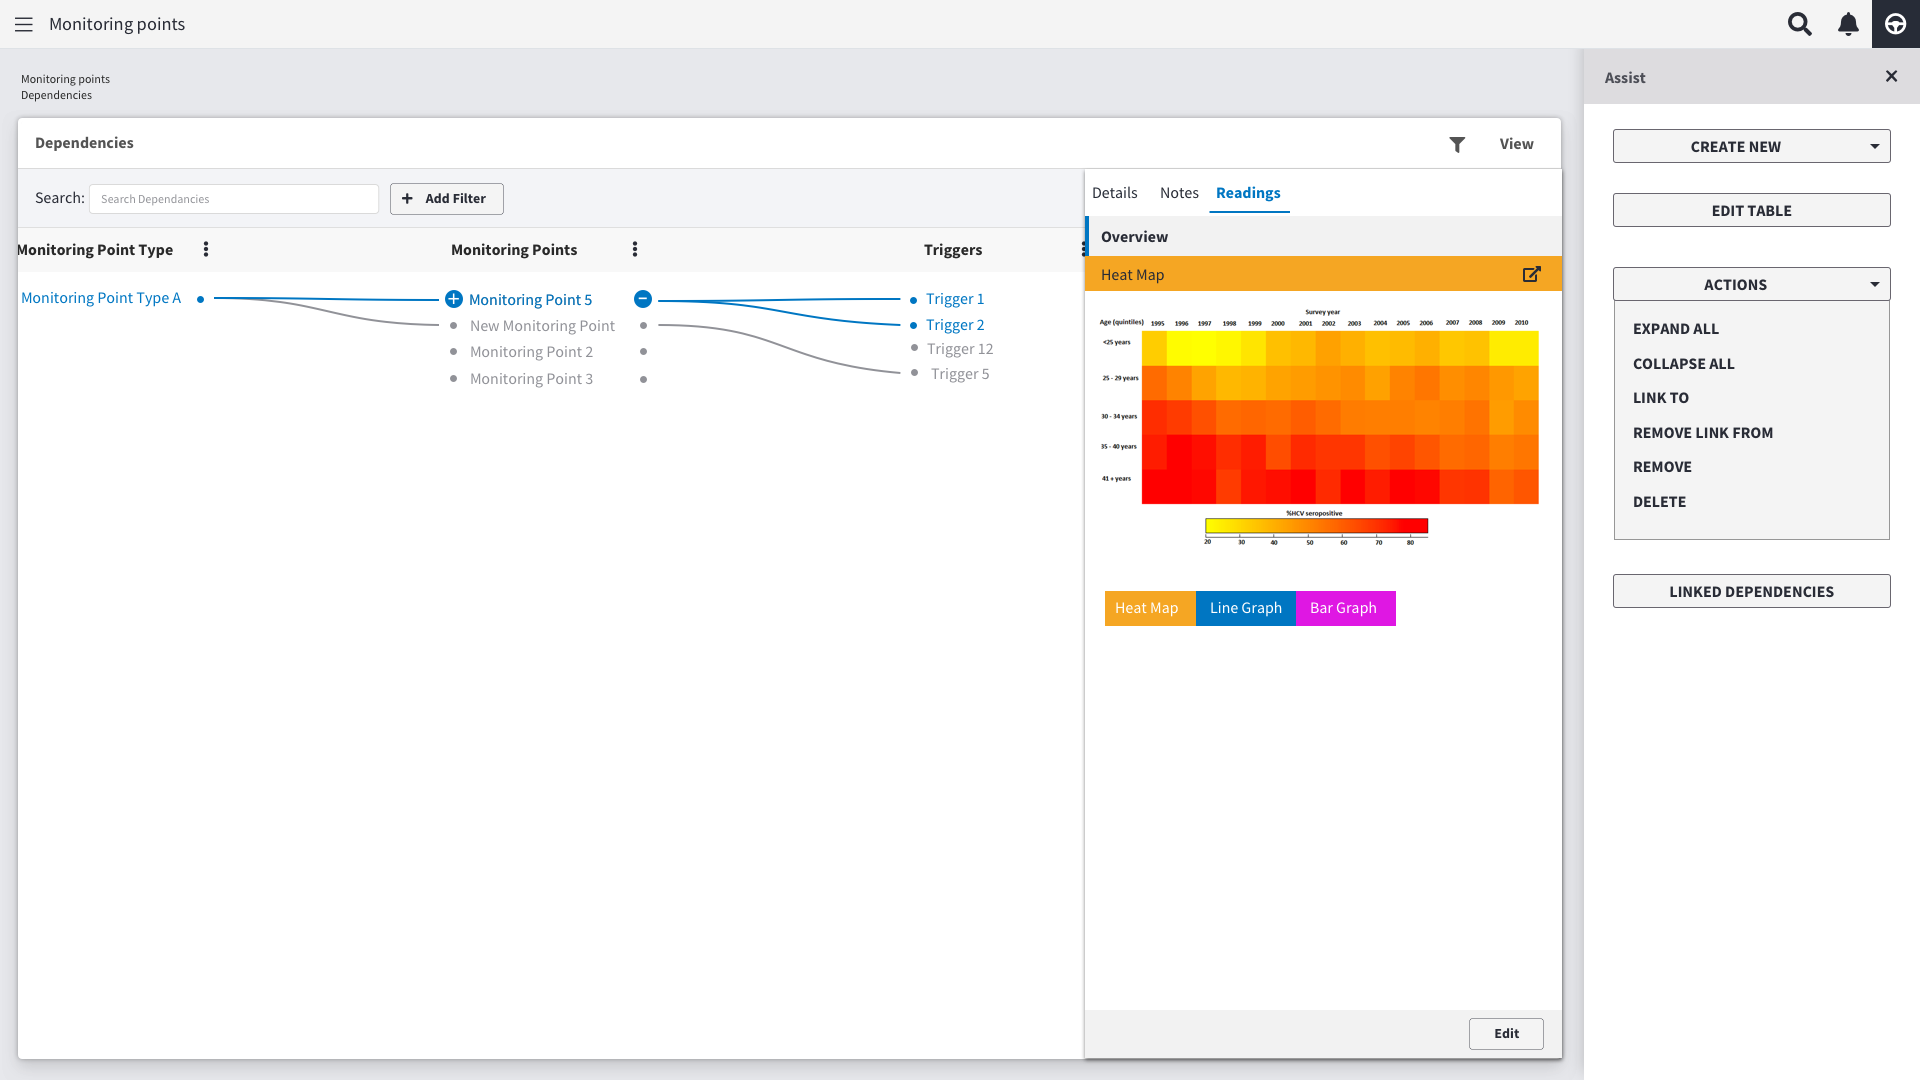 Monitoring points
Monitoring points
Dependencies
Dependencies
View
Search:
Search Dependancies
Add Filter
Monitoring Point Type
Monitoring Points
Triggers
Monitoring Point Type A
Monitoring Point 5
New Monitoring Point
Monitoring Point 2
Monitoring Point 3
Trigger 1
Trigger 2
Trigger 12
Trigger 5
Details Notes Readings
Overview
Heat Map
Survey year
Age (quintiles) 1995 1996 1997 1998 1999 2000 2001 2002 2003 2004 2005 2006 2007 2008 2009 2010
<25 years
25 - 29 years
30 - 34 years
35 - 40 years
41 + years
%HCV seropositive
20 30 40 50 60 70 80
Heat Map Line Graph Bar Graph
Edit
Assist
CREATE NEW
EDIT TABLE
ACTIONS
EXPAND ALL
COLLAPSE ALL
LINK TO
REMOVE LINK FROM
REMOVE
DELETE
LINKED DEPENDENCIES